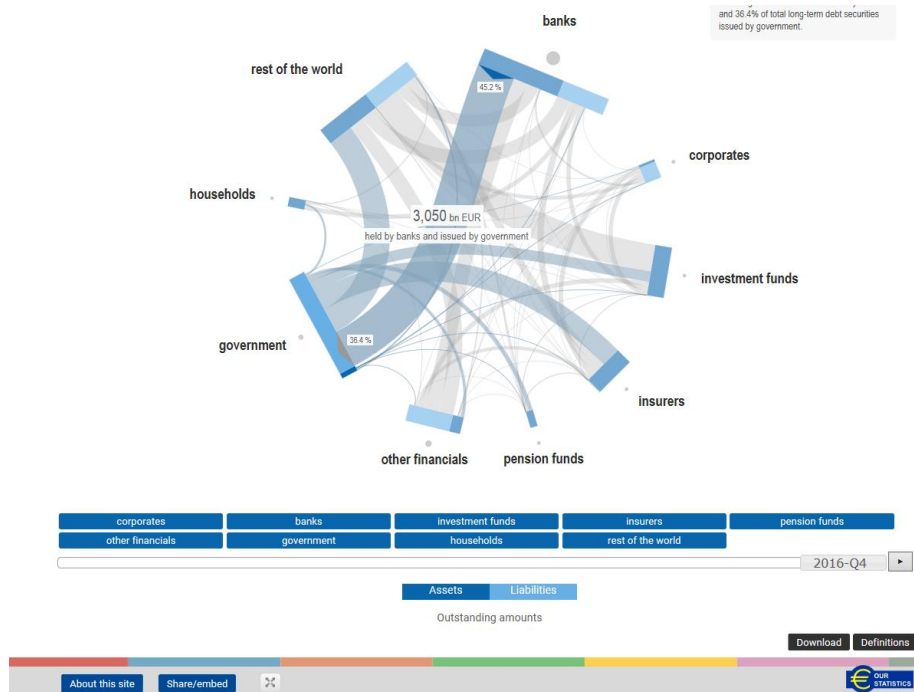 and 36.4% of total long-term debt securities
issued by government.
banks
rest of the world
45.2 %
corporates
households
3,050 bn EUR
held by banks and issued by government
investment funds
36.4 %
government
insurers
other financials
pension funds
corporates
banks
investment funds
insurers
pension funds
other financials
government
households
rest of the world
2016-Q4
Assets
Liabilities
Outstanding amounts
Download
Definitions
About this site
Share/embed
OUR
STATISTICS